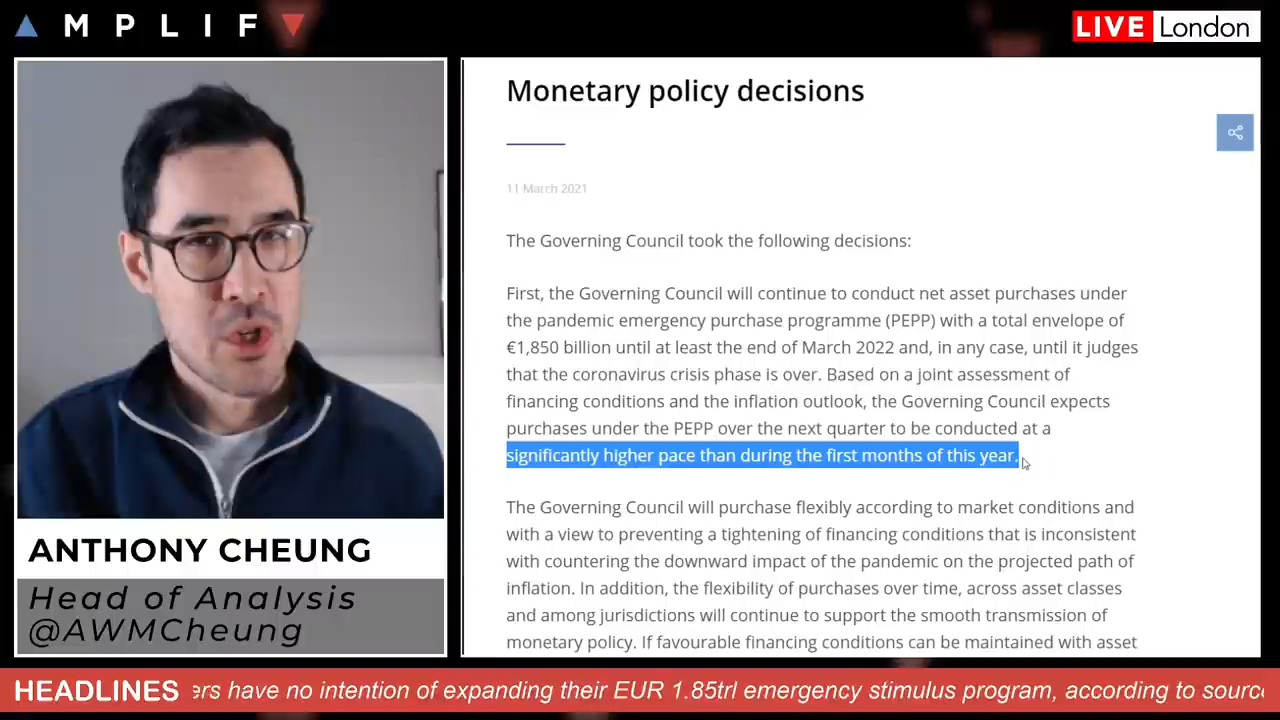 MPLIF
LIVE London
Monetary policy decisions
11 March 2021
The Governing Council took the following decisions:
First, the Governing Council will continue to conduct net asset purchases under
the pandemic emergency purchase programme (PEPP) with a total envelope of
€1,850 billion until at least the end of March 2022 and, in any case, until it judges
that the coronavirus crisis phase is over. Based on a joint assessment of
financing conditions and the inflation outlook, the Governing Council expects
purchases under the PEPP over the next quarter to be conducted at a
significantly higher pace than during the first months of this year.
The Governing Council will purchase flexibly according to market conditions and
with a view to preventing a tightening of financing conditions that is inconsistent
with countering the downward impact of the pandemic on the projected path of
inflation. In addition, the flexibility of purchases over time, across asset classes
and among jurisdictions will continue to support the smooth transmission of
monetary policy. If favourable financing conditions can be maintained with asset
ANTHONY CHEUNG
Head of Analysis
@AWMCheung
HEADLINES ers have no intention of expanding their EUR 1.85trl emergency stimulus program, according to sourc